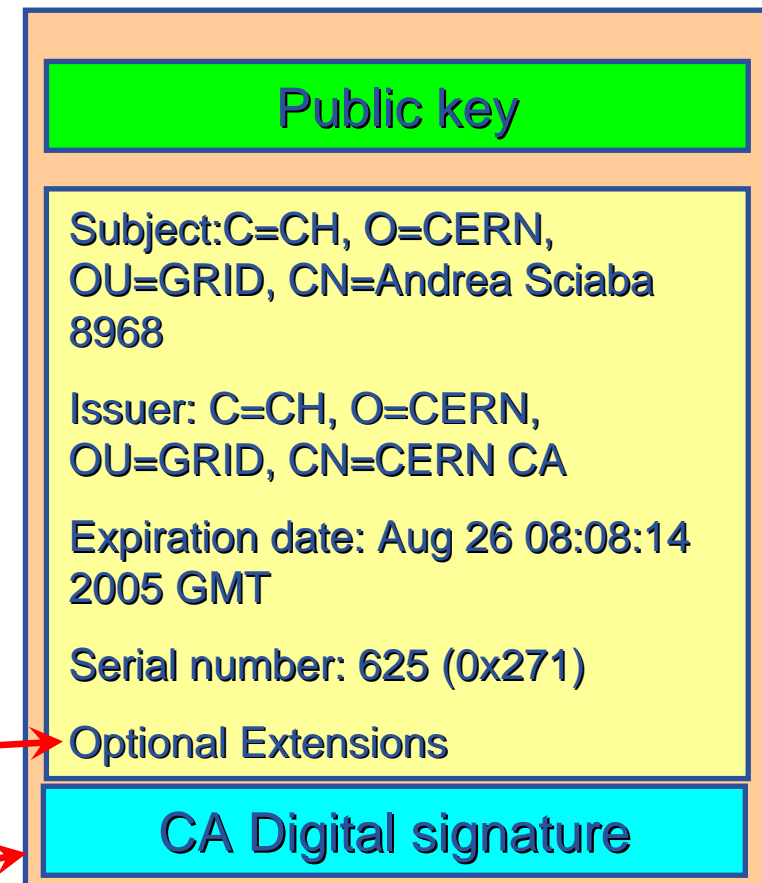 Public key
Subject:C=CH, O=CERN,
OU=GRID, CN=Andrea Sciaba
8968
Issuer: C=CH, O=CERN,
OU=GRID, CN=CERN CA
Expiration date: Aug 26 08:08:14
2005 GMT
Serial number: 625 (0x271)
Optional Extensions
CA Digital signature